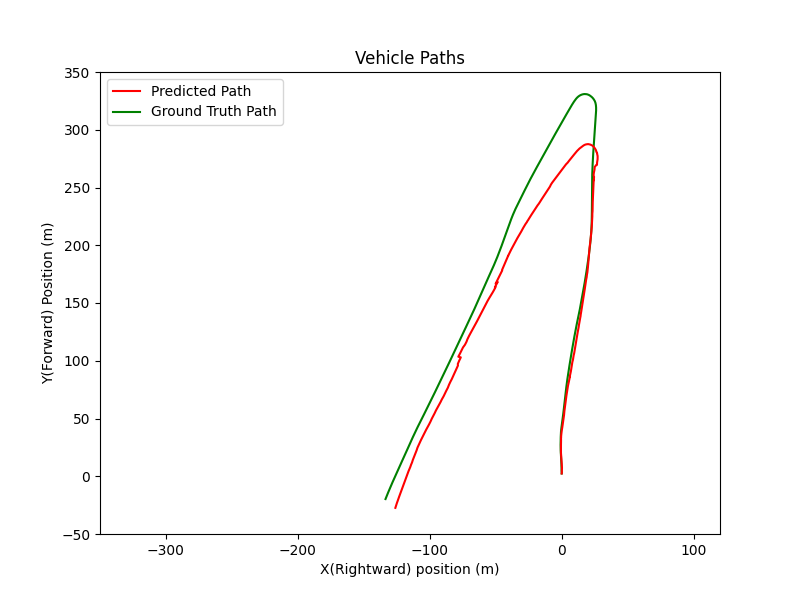 Vehicle Paths
Predicted Path
Ground Truth Path
350
300
250
200
150
100
50
0
−50
Y(Forward) Position (m)
−300
−200
−100
0
100
X(Rightward) position (m)